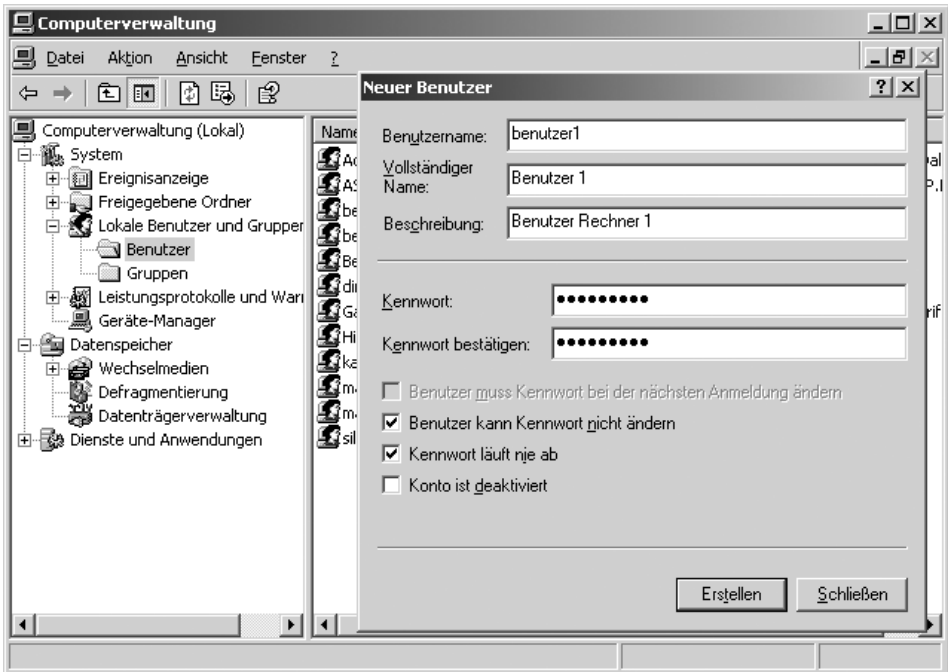 Computerverwaltung
Datei Aktion Ansicht Fenster ?
Computerverwaltung (Lokal)
System
Ereignisanzeige
Freigegebene Ordner
Lokale Benutzer und Gruppen
Benutzer
Gruppen
Leistungsprotokolle und
Geräte-Manager
Datenspeicher
Wechselmedien
Defragmentierung
Datenträgerverwaltung
Dienste und Anwendungen
Name
Neuer Benutzer
Benutzername: benutzer1
Vollständiger
Name: Benutzer 1
Beschreibung: Benutzer Rechner 1
Kennwort: •••••••••
Kennwort bestätigen: •••••••••
Benutzer muss Kennwort bei der nächsten Anmeldung ändern
Benutzer kann Kennwort nicht ändern
Kennwort läuft nie ab
Konto ist deaktiviert
Erstellen Schließen